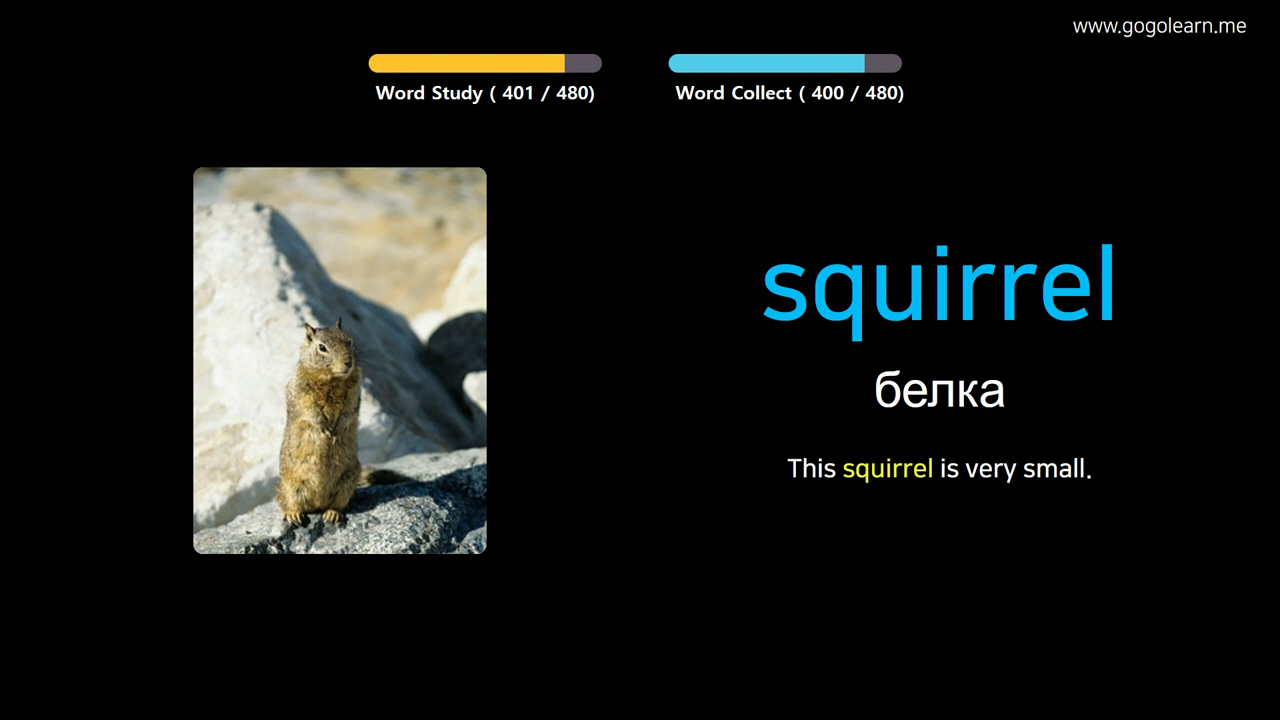 www.gogolearn.me
Word Study ( 401 / 480)
Word Collect ( 400 / 480)
squirrel
белка
This squirrel is very small.